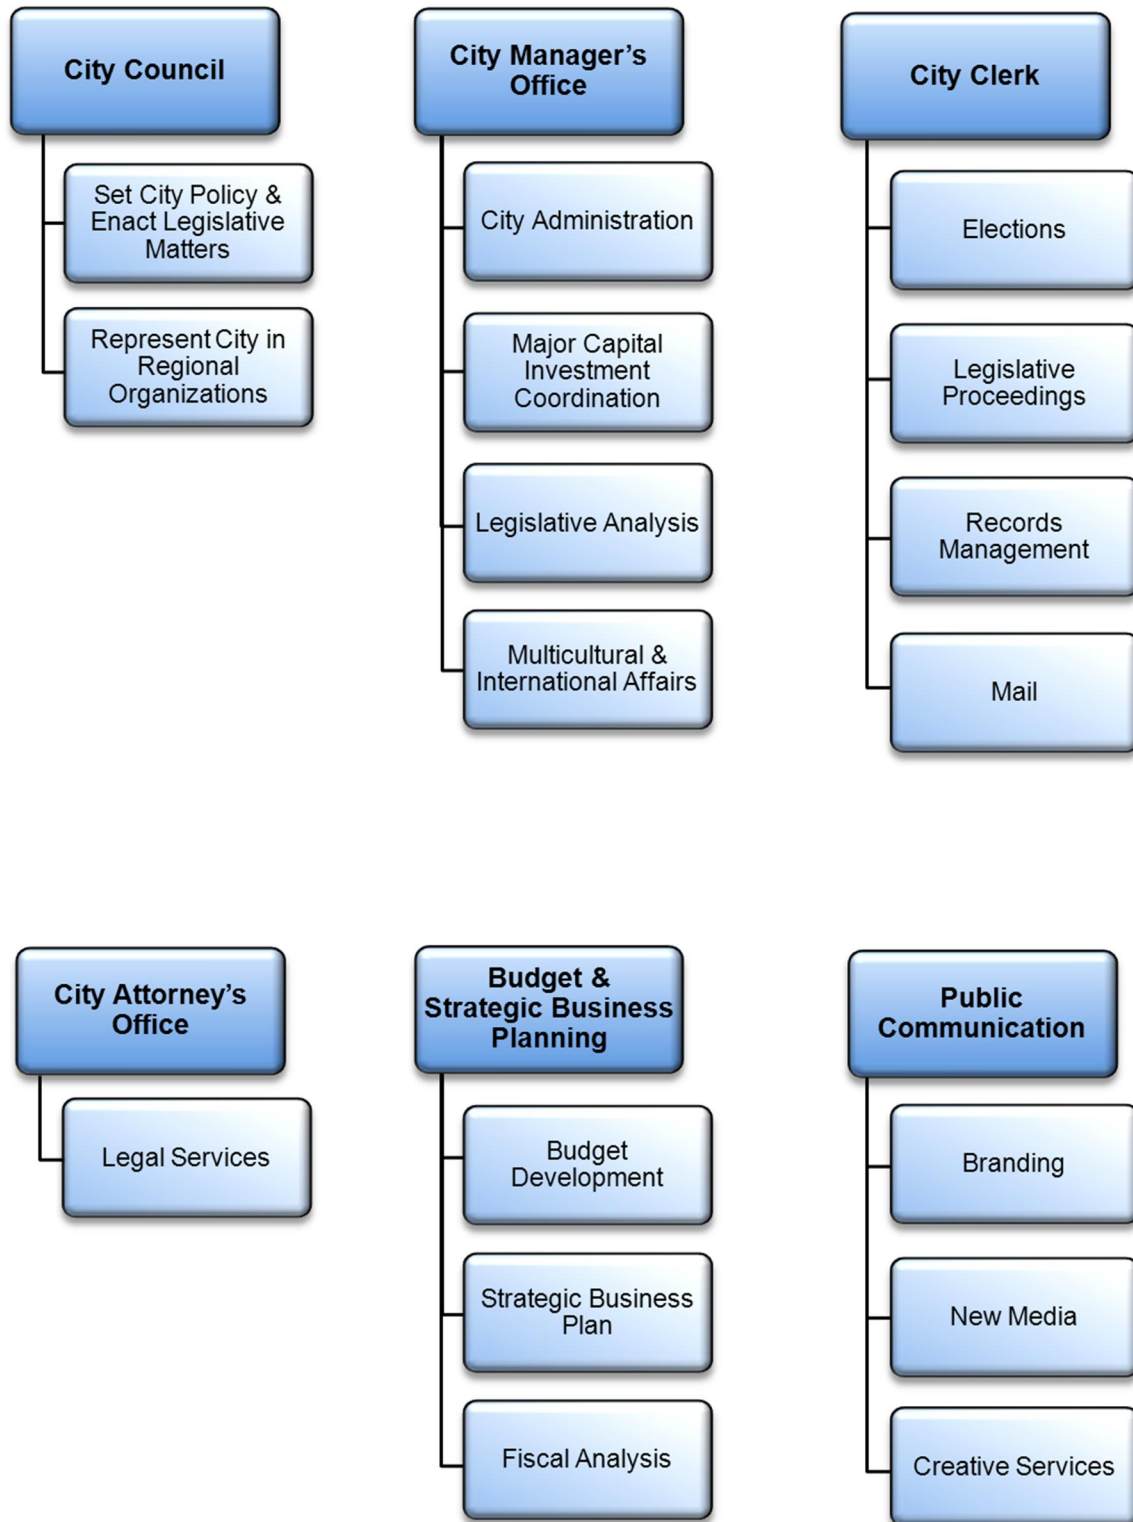 City Council
Set City Policy &
Enact Legislative
Matters
Represent City in
Regional
Organizations
City Manager’s
Office
City Administration
Major Capital
Investment
Coordination
Legislative Analysis
Multicultural &
International Affairs
City Clerk
Elections
Legislative
Proceedings
Records
Management
Mail
City Attorney’s
Office
Legal Services
Budget &
Strategic Business
Planning
Budget
Development
Strategic Business
Plan
Fiscal Analysis
Public
Communication
Branding
New Media
Creative Services